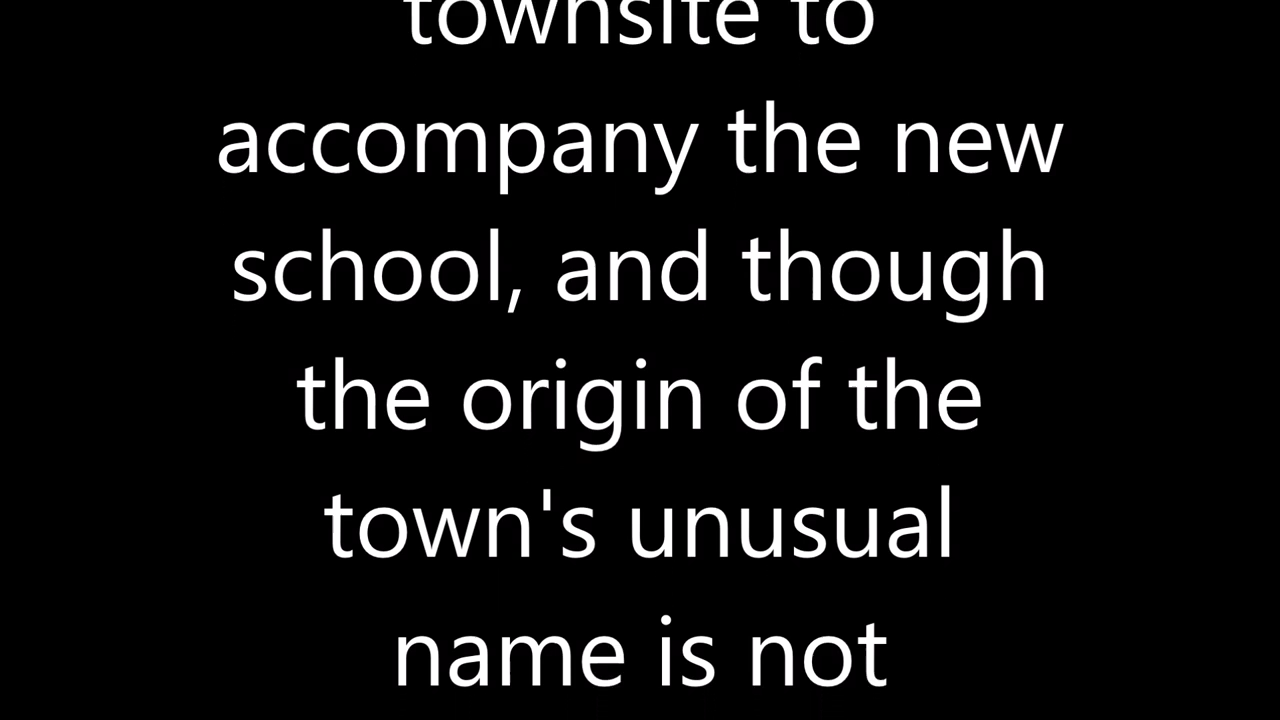 townsite to
accompany the new
school, and though
the origin of the
town's unusual
name is not